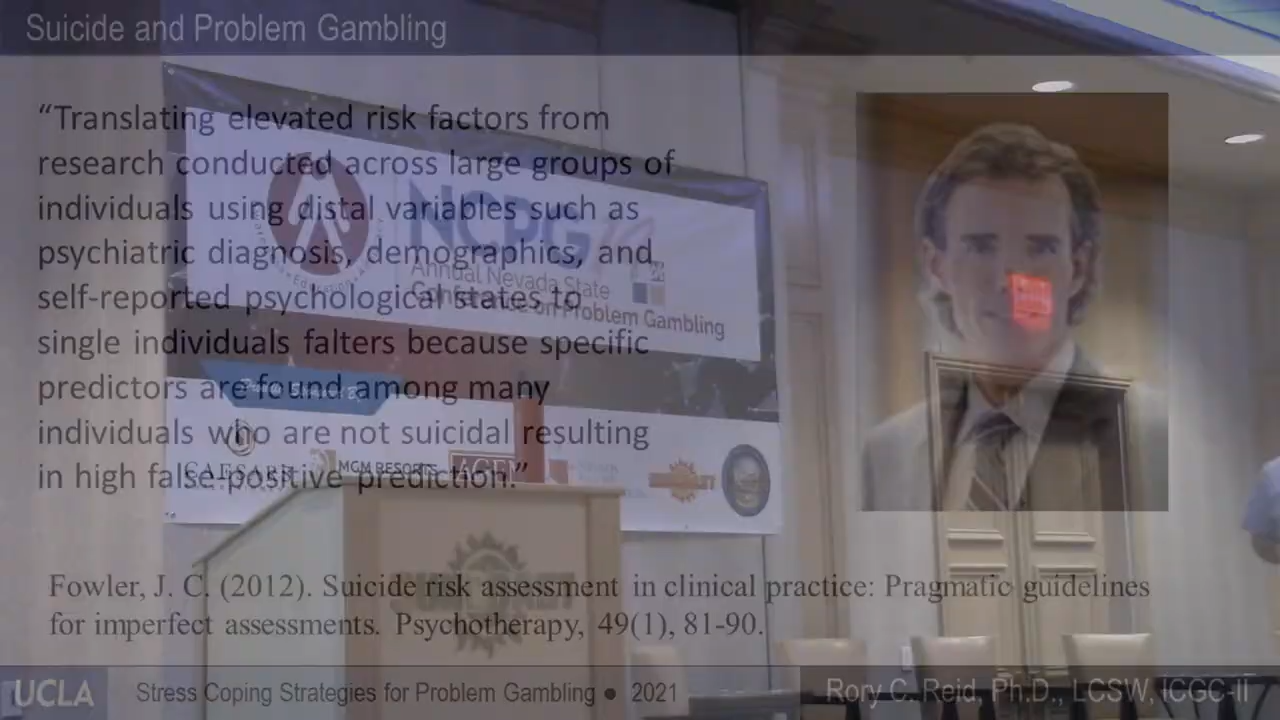 Suicide and Problem Gambling
“Translating elevated risk factors from
research conducted across large groups of
individuals using distal variables such as
psychiatric diagnosis, demographics, and
self-reported psychological states to
single individuals falters because specific
predictors are found among many
individuals who are not suicidal resulting
in high false-positive prediction.”
Fowler, J. C. (2012). Suicide risk assessment in clinical practice: Pragmatic guidelines
for imperfect assessments. Psychotherapy, 49(1), 81-90.
NCPG
Annual Nevada State
Conference on Problem Gambling
CAESARS
MGM RESORTS
AGEM
SUNCOAST
UCLA
Stress Coping Strategies for Problem Gambling ● 2021
Rory C. Reid, Ph.D., LCSW, ICGC-II